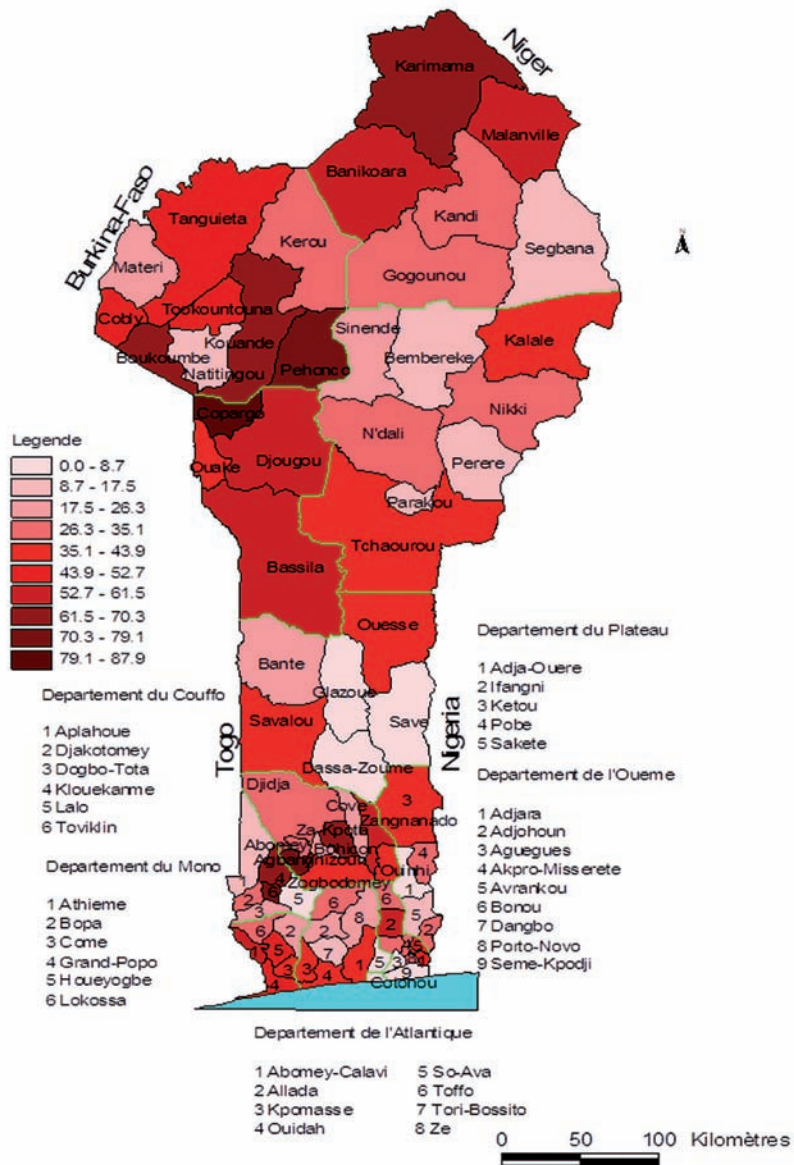 Niger
Karimama
Malanville
Banikoara
Burkina-Faso
Tanguieta
Kandi
Kerou
Segbana
Materi
Gogounou
Cobly
Tookountouna
Sinende
Kalale
Boukoumbe
Kouande
Bembereke
Natitingou
Pehonco
Copargo
Nikki
N'dali
Legende
Ouake
Djougou
Perere
0.0 - 8.7
8.7 - 17.5
17.5 - 26.3
26.3 - 35.1
35.1 - 43.9
43.9 - 52.7
52.7 - 61.5
61.5 - 70.3
70.3 - 79.1
79.1 - 87.9
Parakou
Tchaourou
Bassila
Ouesse
Bante
Glazoue
Savalou
Save
Togo
Nigeria
Dassa-Zoume
Djidja
Cove
Zangnanado
Za-Kpota
Abomey
Bohicon
Agbangnizoun
Ouinhi
Zogbodomey
Cotonou
Departement du Couffo
1 Aplahoue
2 Djakotomey
3 Dogbo-Tota
4 Klouekanme
5 Lalo
6 Toviklin
Departement du Mono
1 Athieme
2 Bopa
3 Come
4 Grand-Popo
5 Houeyogbe
6 Lokossa
Departement du Plateau
1 Adja-Ouere
2 Ifangni
3 Ketou
4 Pobe
5 Sakete
Departement de l'Oueme
1 Adjara
2 Adjohoun
3 Aguegues
4 Akpro-Misserete
5 Avrankou
6 Bonou
7 Dangbo
8 Porto-Novo
9 Seme-Kpodji
Departement de l'Atlantique
1 Abomey-Calavi
2 Allada
3 Kpomasse
4 Ouidah
5 So-Ava
6 Toffo
7 Tori-Bossito
8 Ze
0 50 100 Kilomètres